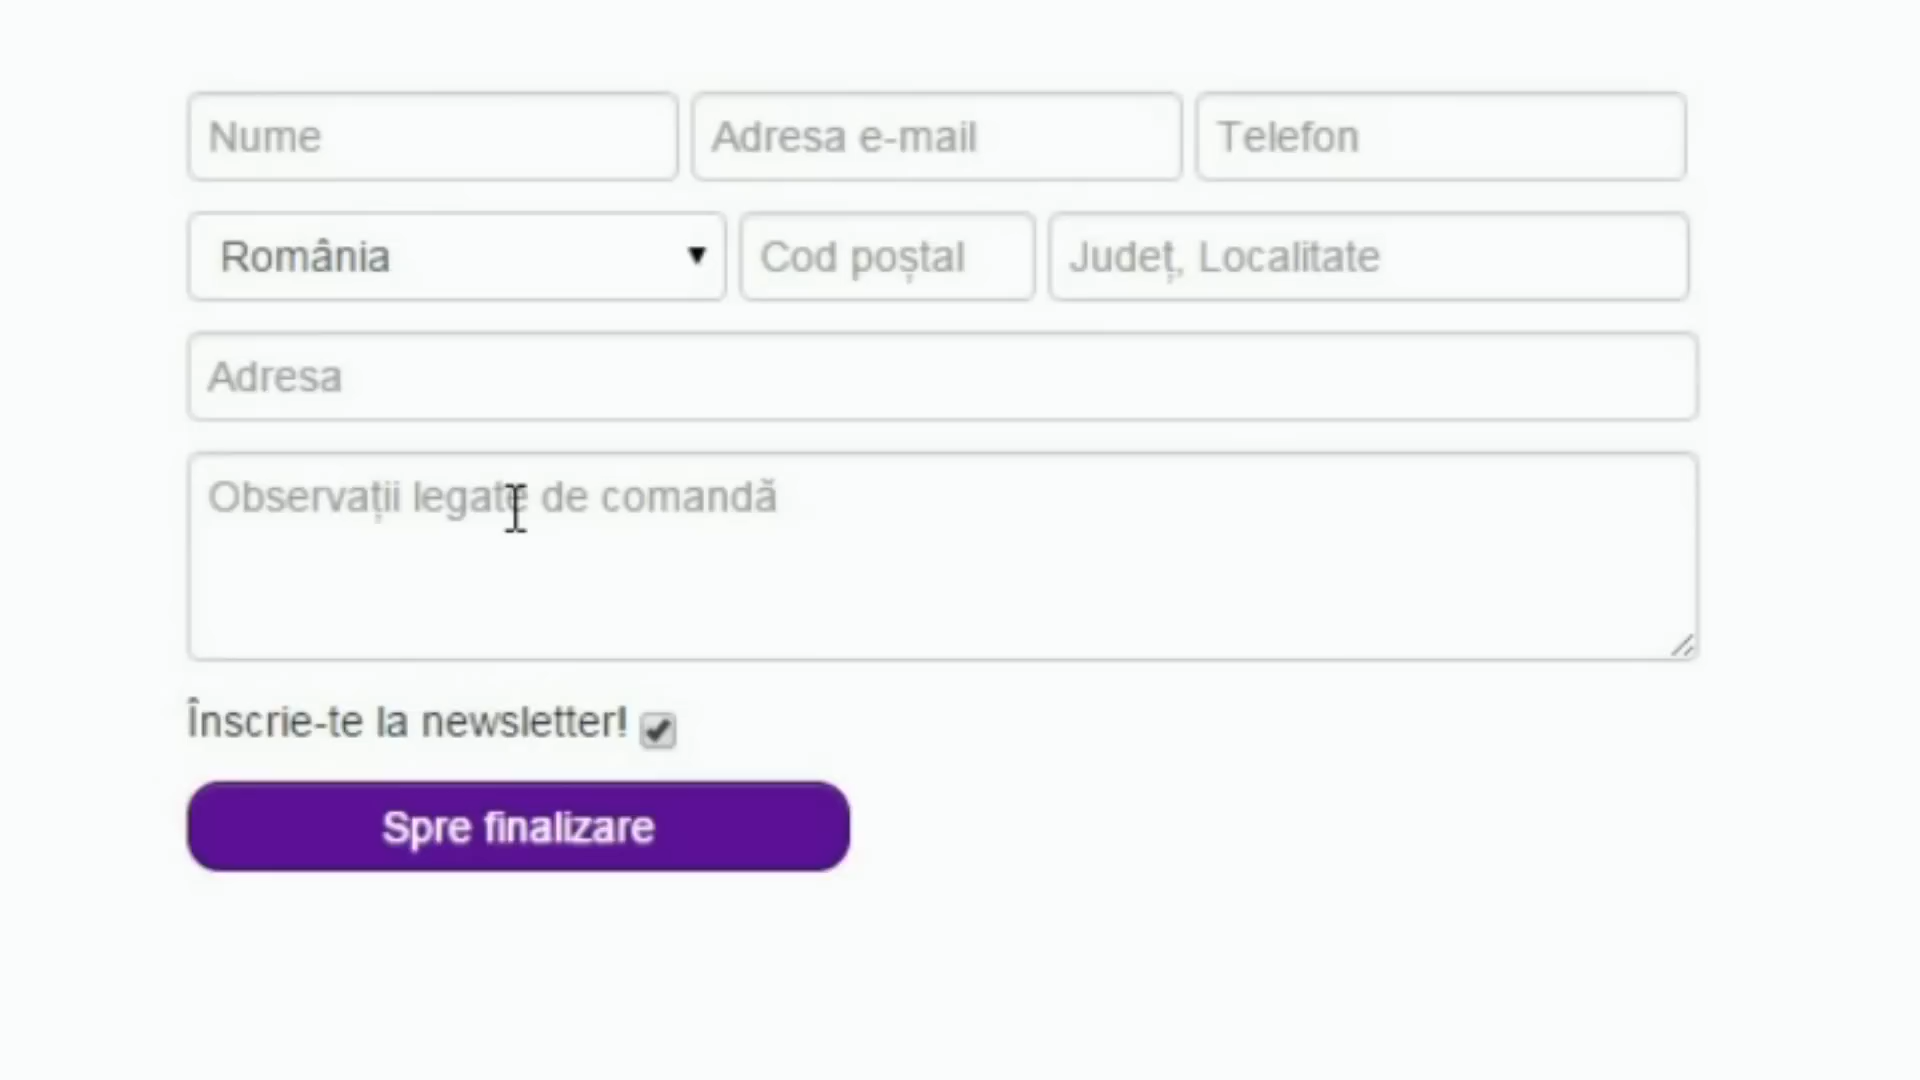 Nume Adresa e-mail Telefon
România Cod poștal Județ, Localitate
Adresa
Observații legate de comandă
Înscrie-te la newsletter!
Spre finalizare